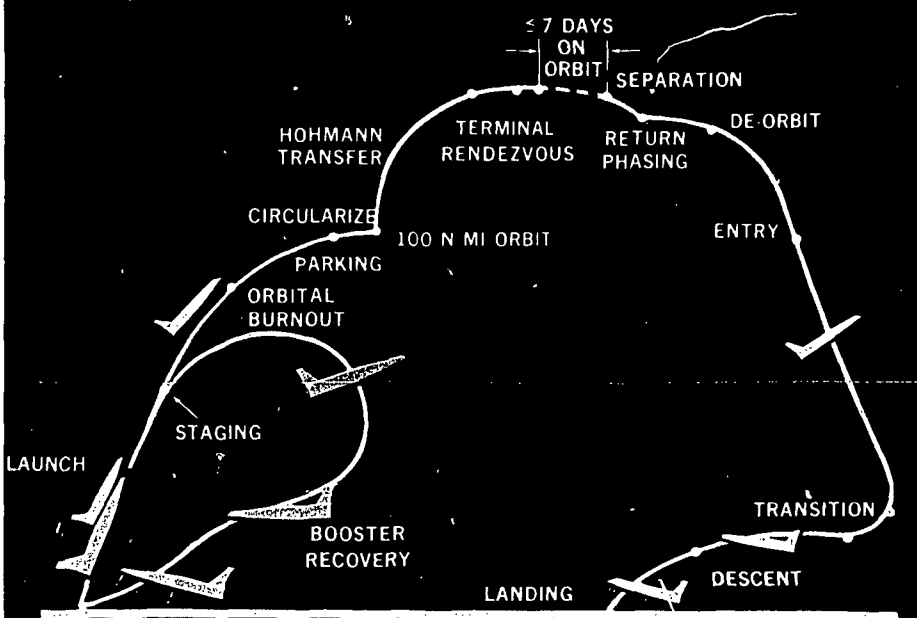 ≤ 7 DAYS
ON
ORBIT
SEPARATION
DE-ORBIT
HOHMANN
TRANSFER
TERMINAL
RENDEZVOUS
RETURN
PHASING
CIRCULARIZE
100 N MI ORBIT
PARKING
ENTRY
ORBITAL
BURNOUT
STAGING
LAUNCH
BOOSTER
RECOVERY
TRANSITION
DESCENT
LANDING